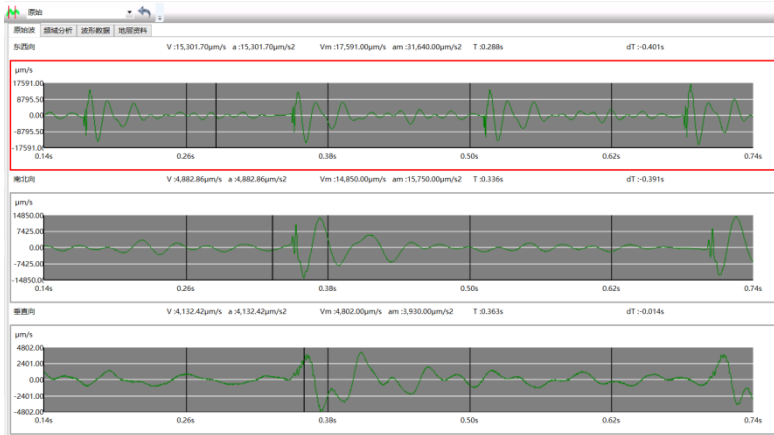 原始
原始波 频域分析 波形数据 地层资料
东西向 V :15,301.70μm/s a :15,301.70μm/s2 Vm :17,591.00μm/s am :31,640.00μm/s2 T :0.288s dT :-0.401s
μm/s
17591.00
8795.50
0.00
-8795.50
-17591.00
0.14s 0.26s 0.38s 0.50s 0.62s 0.74s
南北向 V :4,882.86μm/s a :4,882.86μm/s2 Vm :14,850.00μm/s am :15,750.00μm/s2 T :0.336s dT :-0.391s
μm/s
14850.00
7425.00
0.00
-7425.00
-14850.00
0.14s 0.26s 0.38s 0.50s 0.62s 0.74s
垂直向 V :4,132.42μm/s a :4,132.42μm/s2 Vm :4,802.00μm/s am :3,930.00μm/s2 T :0.363s dT :-0.014s
μm/s
4802.00
2401.00
0.00
-2401.00
-4802.00
0.14s 0.26s 0.38s 0.50s 0.62s 0.74s